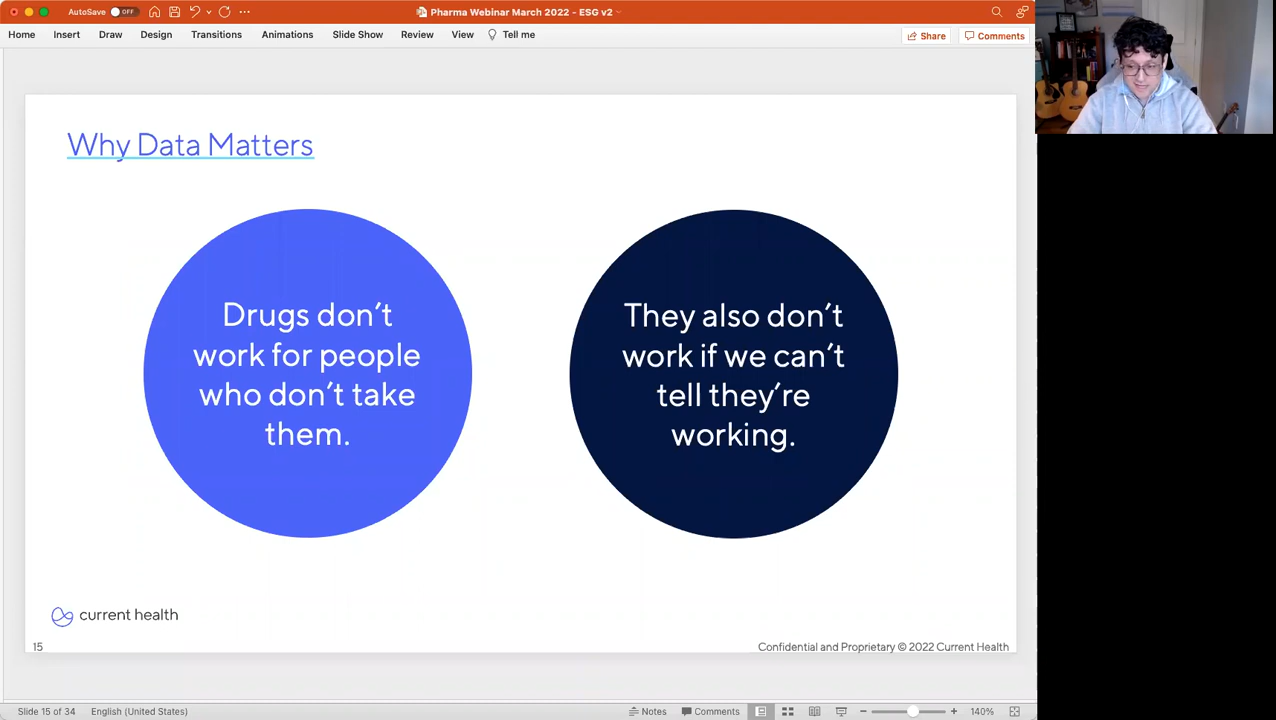 AutoSave OFF
Pharma Webinar March 2022 - ESG v2
Home Insert Draw Design Transitions Animations Slide Show Review View Tell me
Share Comments
Why Data Matters
Drugs don't
work for people
who don't take
them.
They also don't
work if we can't
tell they're
working.
current health
15
Confidential and Proprietary © 2022 Current Health
Slide 15 of 34 English (United States) Notes Comments 140%